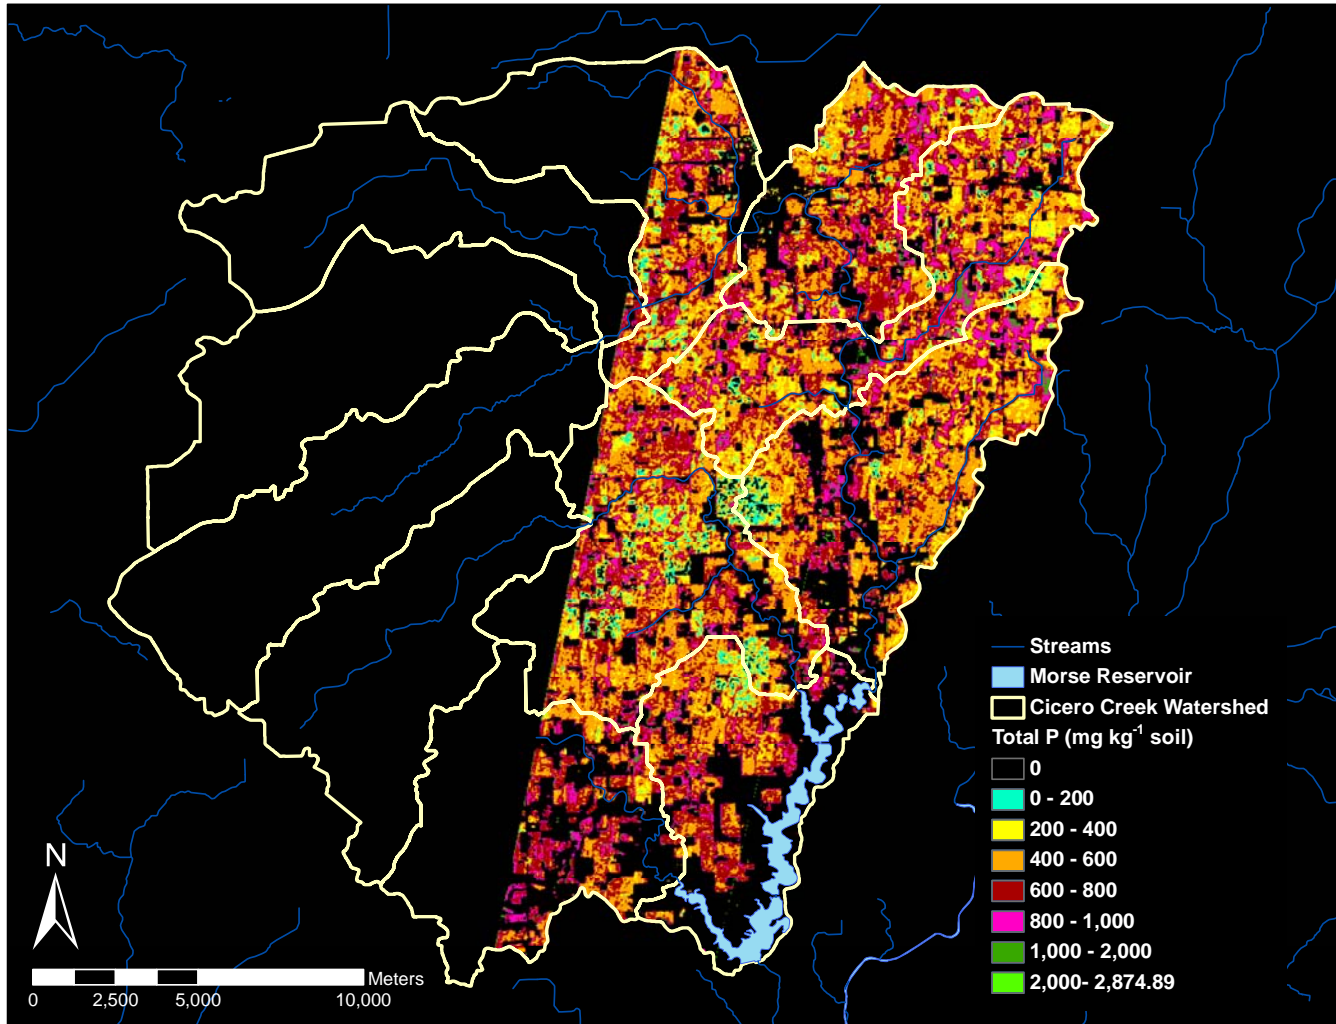 Streams
Morse Reservoir
Cicero Creek Watershed
Total P (mg kg⁻¹ soil)
0
0 - 200
200 - 400
400 - 600
600 - 800
800 - 1,000
1,000 - 2,000
2,000- 2,874.89
N
Meters
0 2,500 5,000 10,000